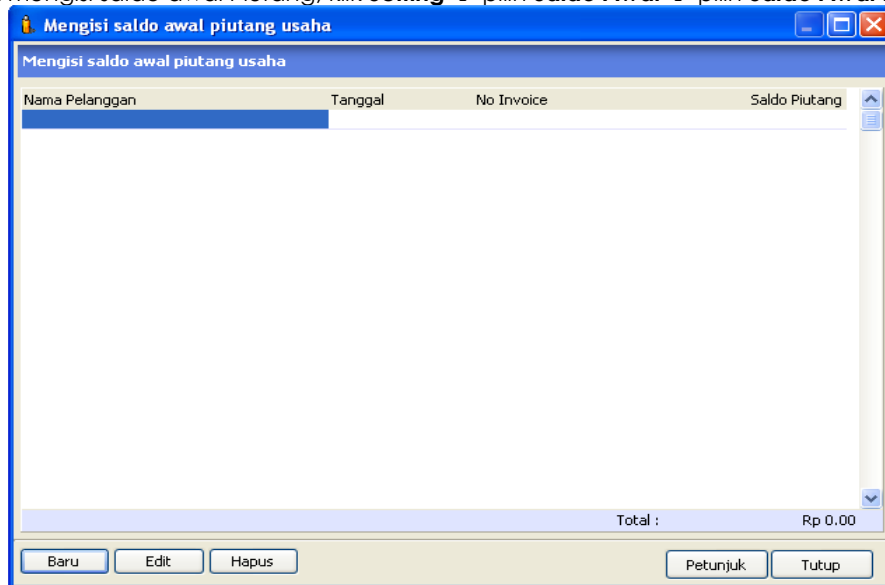 Mengisi saldo awal piutang usaha
Mengisi saldo awal piutang usaha
Nama Pelanggan Tanggal No Invoice Saldo Piutang
Total : Rp 0.00
Baru Edit Hapus Petunjuk Tutup